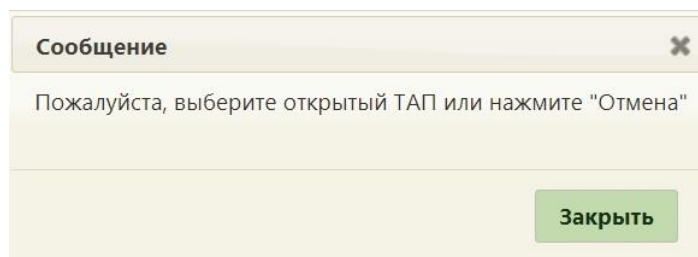 Сообщение
Пожалуйста, выберите открытый ТАП или нажмите "Отмена"
Закрыть